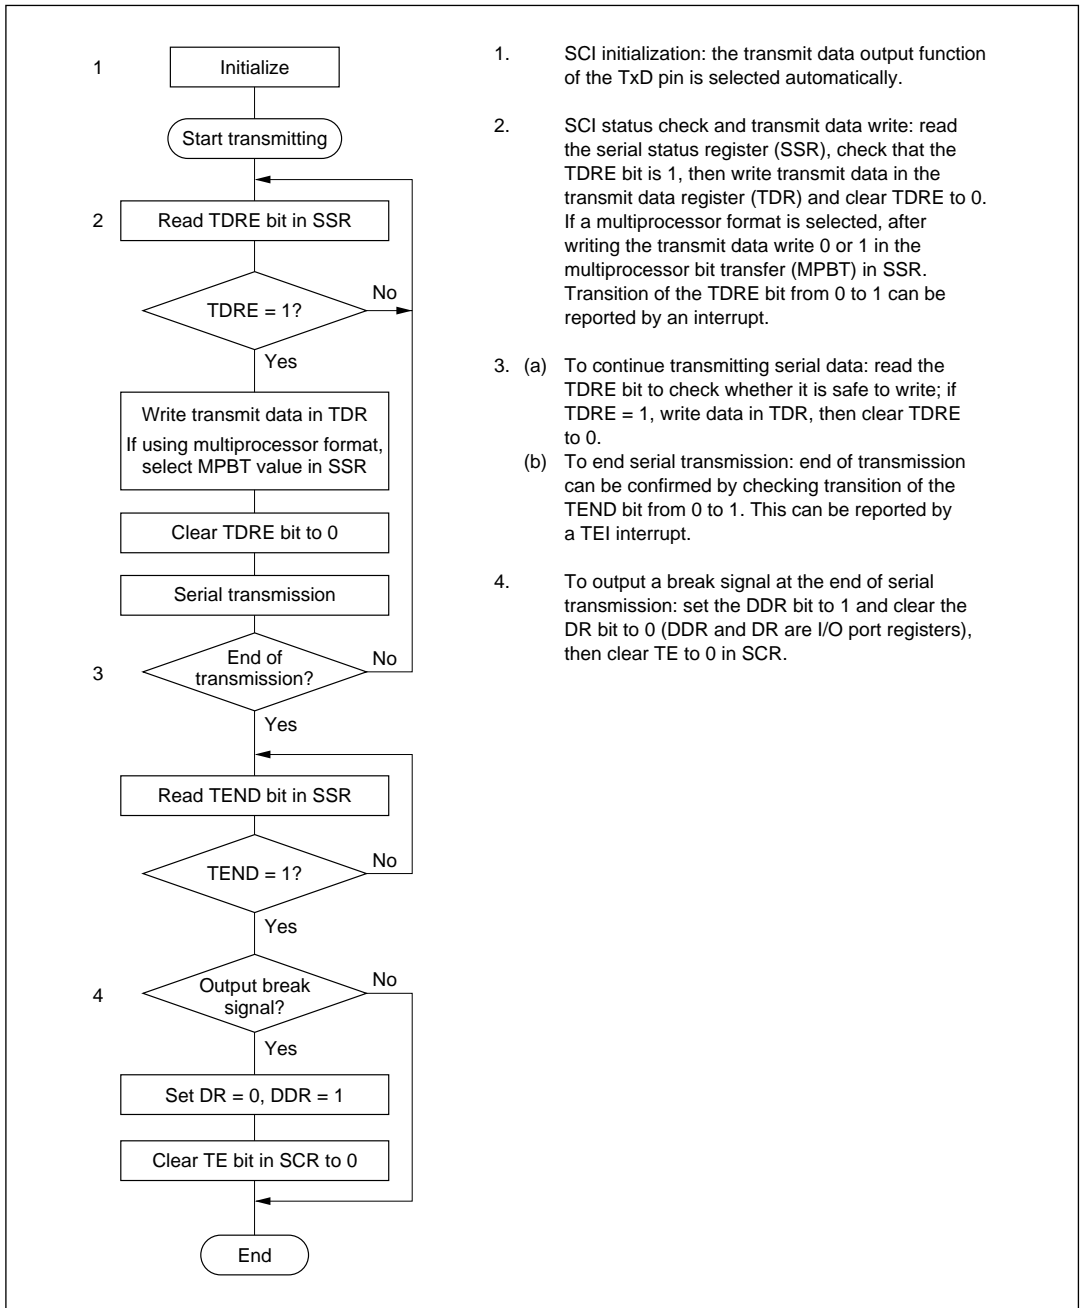 1
Initialize
Start transmitting
2
Read TDRE bit in SSR
TDRE = 1?
No
Yes
Write transmit data in TDR
If using multiprocessor format,
select MPBT value in SSR
Clear TDRE bit to 0
Serial transmission
3
End of
transmission?
No
Yes
Read TEND bit in SSR
TEND = 1?
No
Yes
4
Output break
signal?
No
Yes
Set DR = 0, DDR = 1
Clear TE bit in SCR to 0
End
1. SCI initialization: the transmit data output function
of the TxD pin is selected automatically.
2. SCI status check and transmit data write: read
the serial status register (SSR), check that the
TDRE bit is 1, then write transmit data in the
transmit data register (TDR) and clear TDRE to 0.
If a multiprocessor format is selected, after
writing the transmit data write 0 or 1 in the
multiprocessor bit transfer (MPBT) in SSR.
Transition of the TDRE bit from 0 to 1 can be
reported by an interrupt.
3. (a) To continue transmitting serial data: read the
TDRE bit to check whether it is safe to write; if
TDRE = 1, write data in TDR, then clear TDRE
to 0.
(b) To end serial transmission: end of transmission
can be confirmed by checking transition of the
TEND bit from 0 to 1. This can be reported by
a TEI interrupt.
4. To output a break signal at the end of serial
transmission: set the DDR bit to 1 and clear the
DR bit to 0 (DDR and DR are I/O port registers),
then clear TE to 0 in SCR.